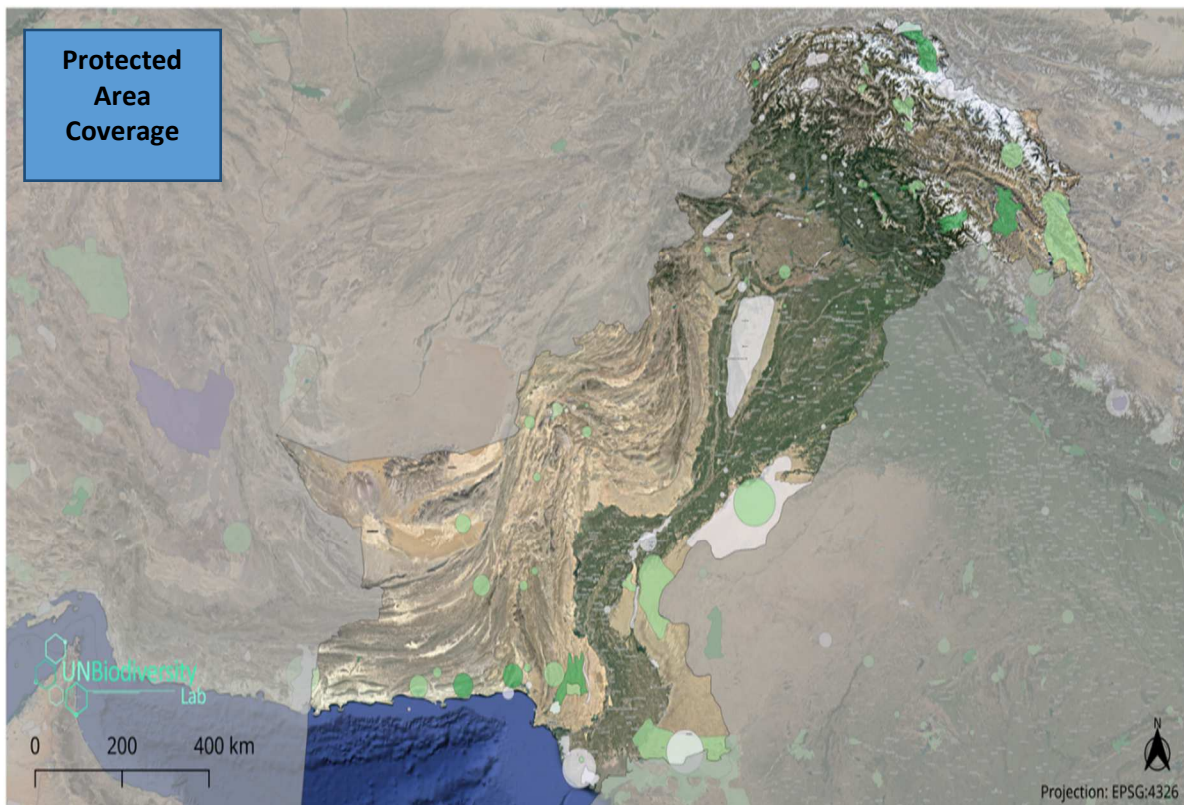 Protected
Area
Coverage
UNBiodiversity
Lab
0 200 400 km
N
Projection: EPSG:4326